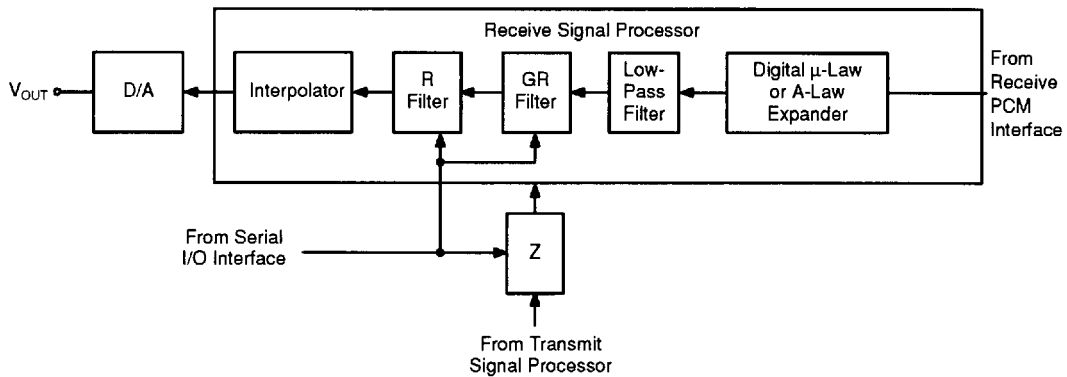 Receive Signal Processor
V_OUT
D/A
Interpolator
R
Filter
GR
Filter
Low-
Pass
Filter
Digital μ-Law
or A-Law
Expander
From
Receive
PCM
Interface
From Serial
I/O Interface
Z
From Transmit
Signal Processor